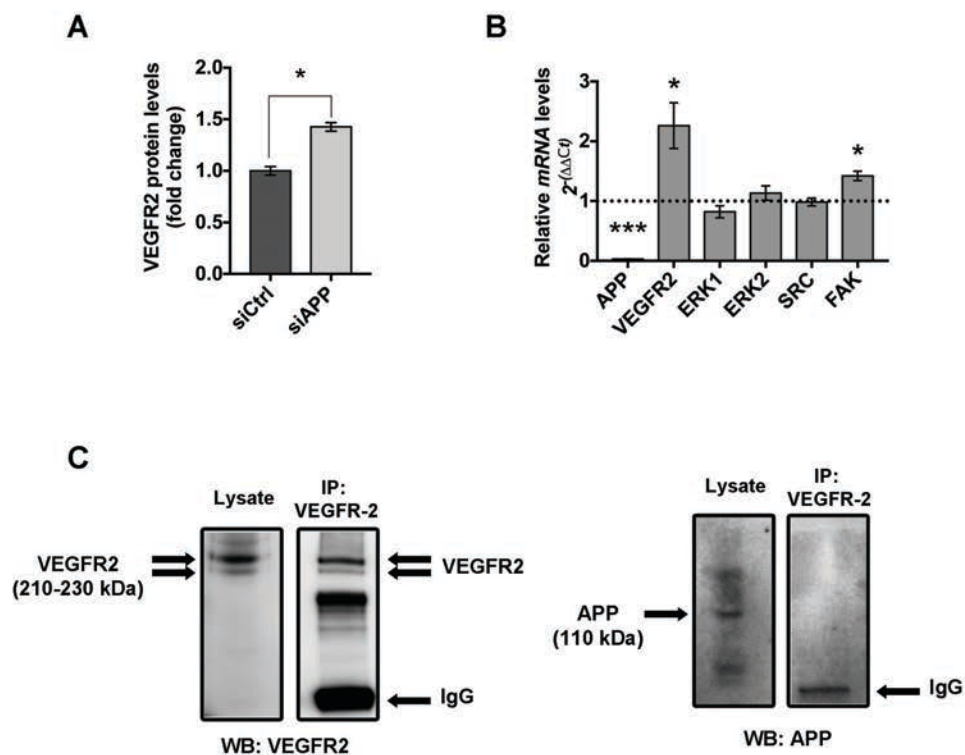 A
VEGFR2 protein levels
(fold change)
2.0
1.5
1.0
0.5
0.0
*
siCtrl
siAPP
B
Relative mRNA levels
2-(ΔΔCt)
3
2
1
0
***
*
*
APP
VEGFR2
ERK1
ERK2
SRC
FAK
C
Lysate
IP:
VEGFR-2
VEGFR2
(210-230 kDa)
VEGFR2
IgG
WB: VEGFR2
Lysate
IP:
VEGFR-2
APP
(110 kDa)
IgG
WB: APP